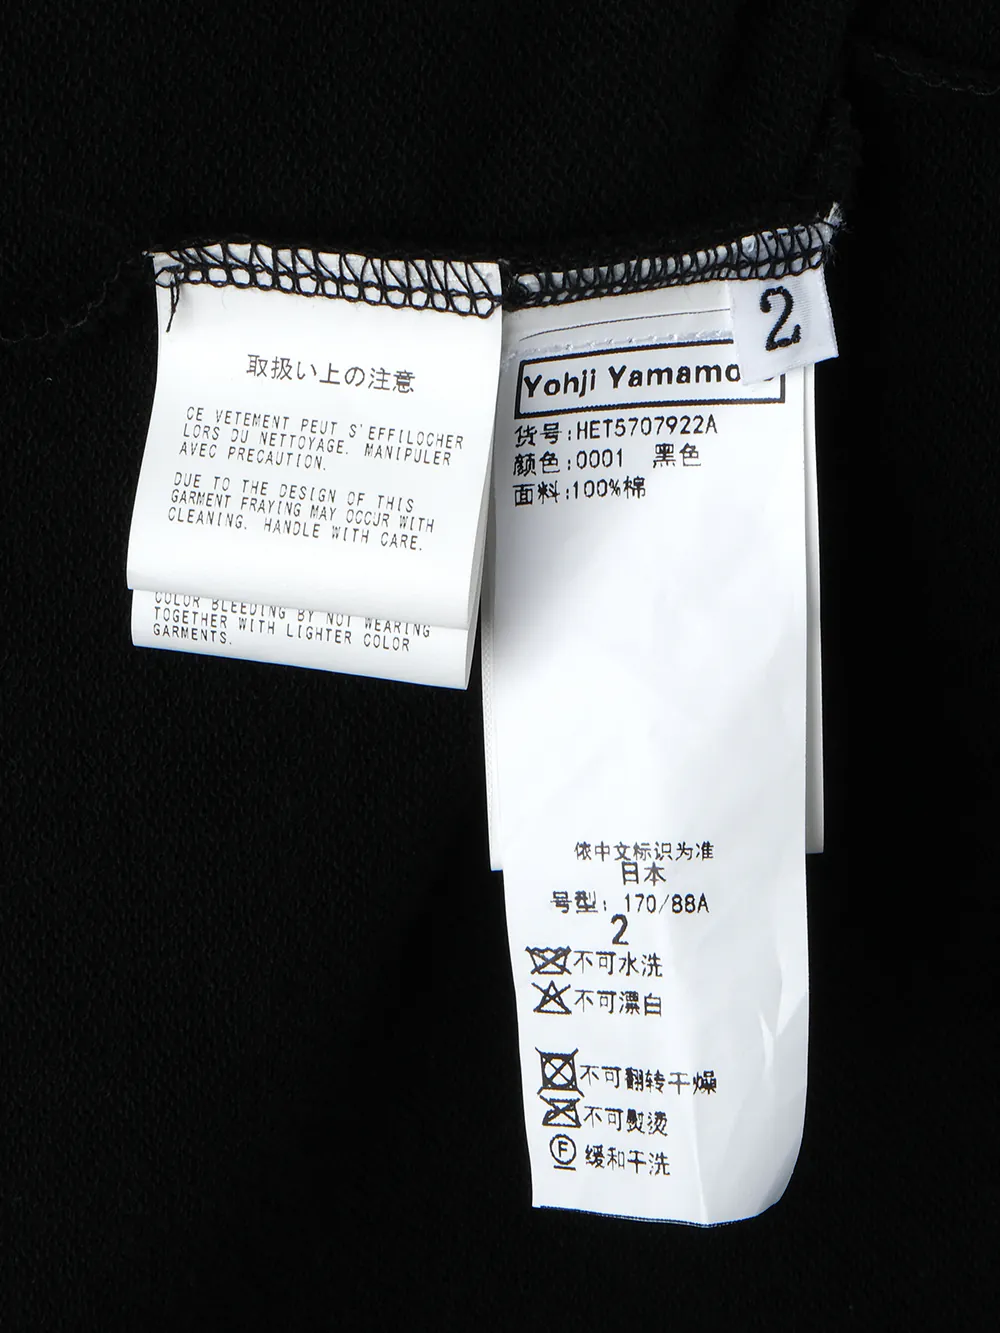 取扱い上の注意
CE VETEMENT PEUT S'EFFILOCHER
LORS DU NETTOYAGE. MANIPULER
AVEC PRECAUTION.
DUE TO THE DESIGN OF THIS
GARMENT FRAYING MAY OCCUR WITH
CLEANING. HANDLE WITH CARE.
COLOR BLEEDING BY NOT WEARING
TOGETHER WITH LIGHTER COLOR
GARMENTS.
2
Yohji Yamamo
货号:HET5707922A
颜色:0001 黑色
面料:100%棉
依中文标识为准
日本
号型: 170/88A
2
不可水洗
不可漂白
不可翻转干燥
不可熨烫
F 缓和干洗